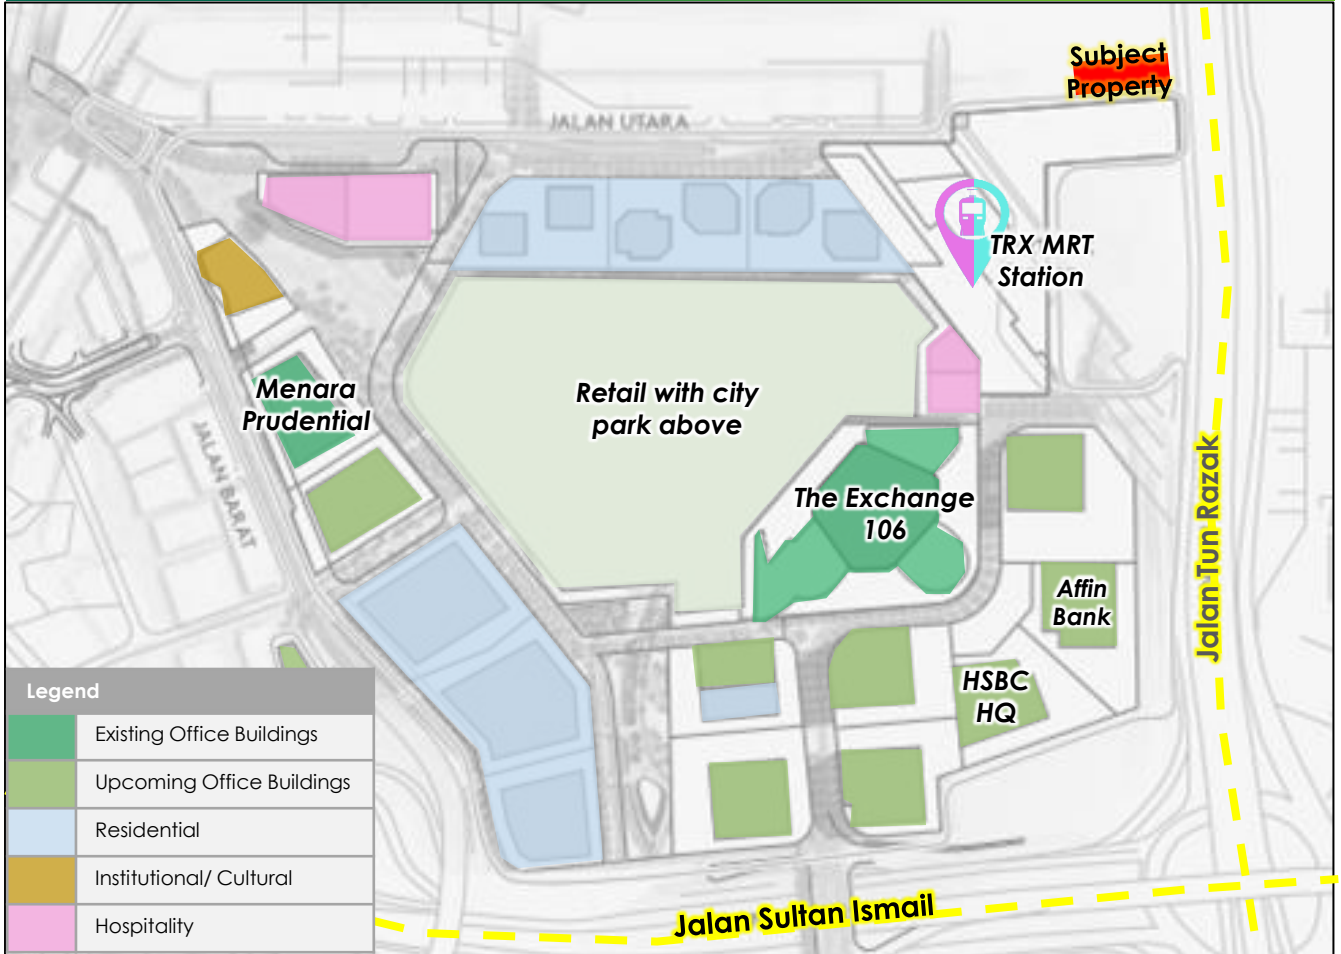 Subject
Property
JALAN UTARA
TRX MRT
Station
Menara
Prudential
Retail with city
park above
JALAN BARAT
The Exchange
106
Jalan Tun Razak
Affin
Bank
HSBC
HQ
Legend
Existing Office Buildings
Upcoming Office Buildings
Residential
Institutional/ Cultural
Hospitality
Jalan Sultan Ismail